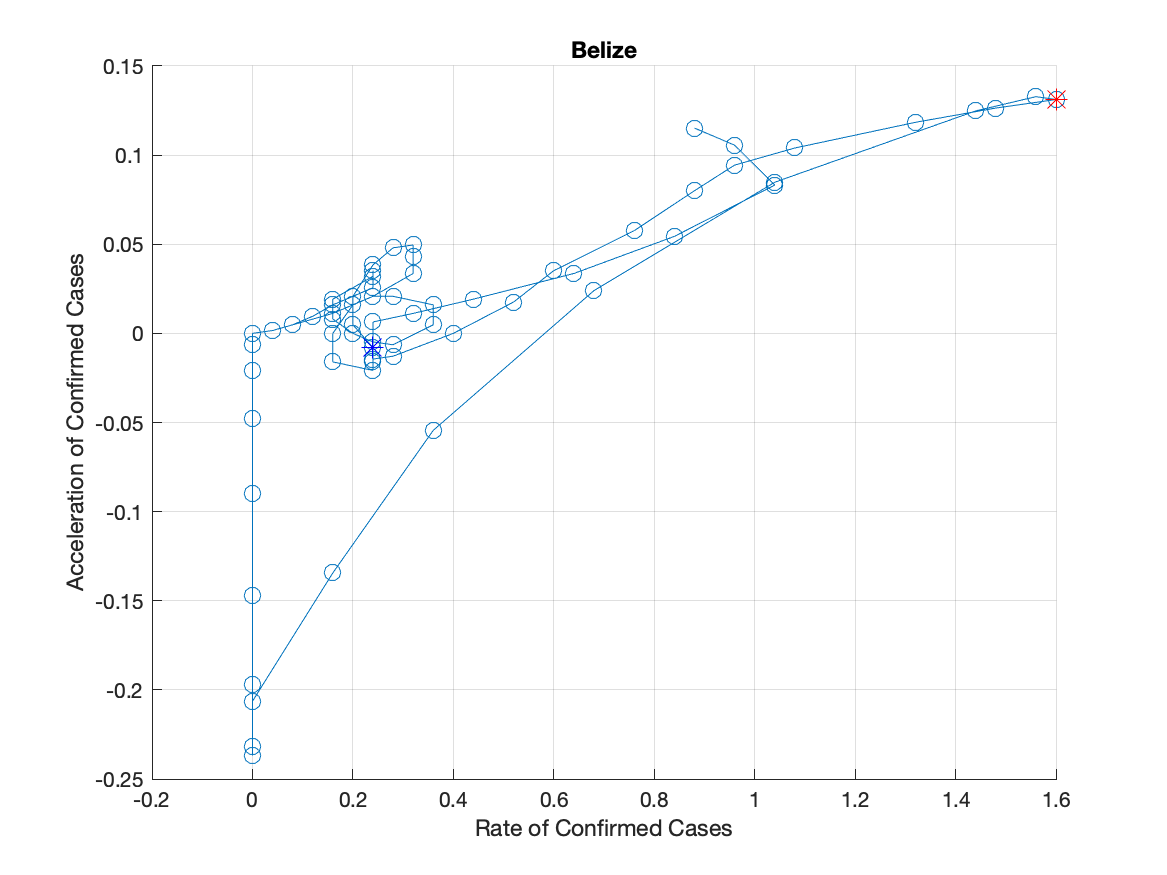 Belize
0.15
0.1
0.05
0
-0.05
-0.1
-0.15
-0.2
-0.25
Acceleration of Confirmed Cases
-0.2 0 0.2 0.4 0.6 0.8 1 1.2 1.4 1.6
Rate of Confirmed Cases